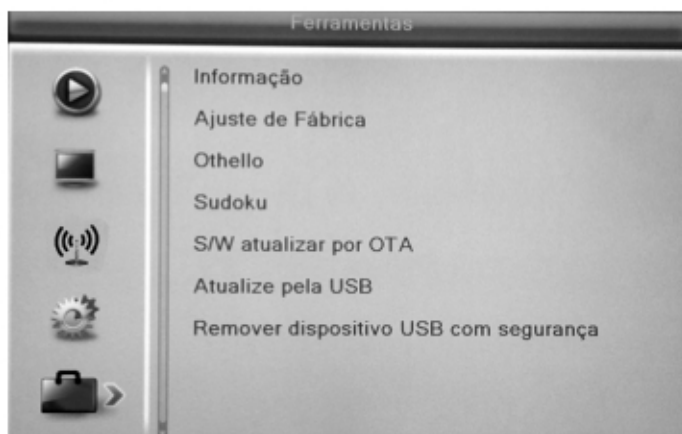 Ferramentas
Informação
Ajuste de Fábrica
Othello
Sudoku
S/W atualizar por OTA
Atualize pela USB
Remover dispositivo USB com segurança